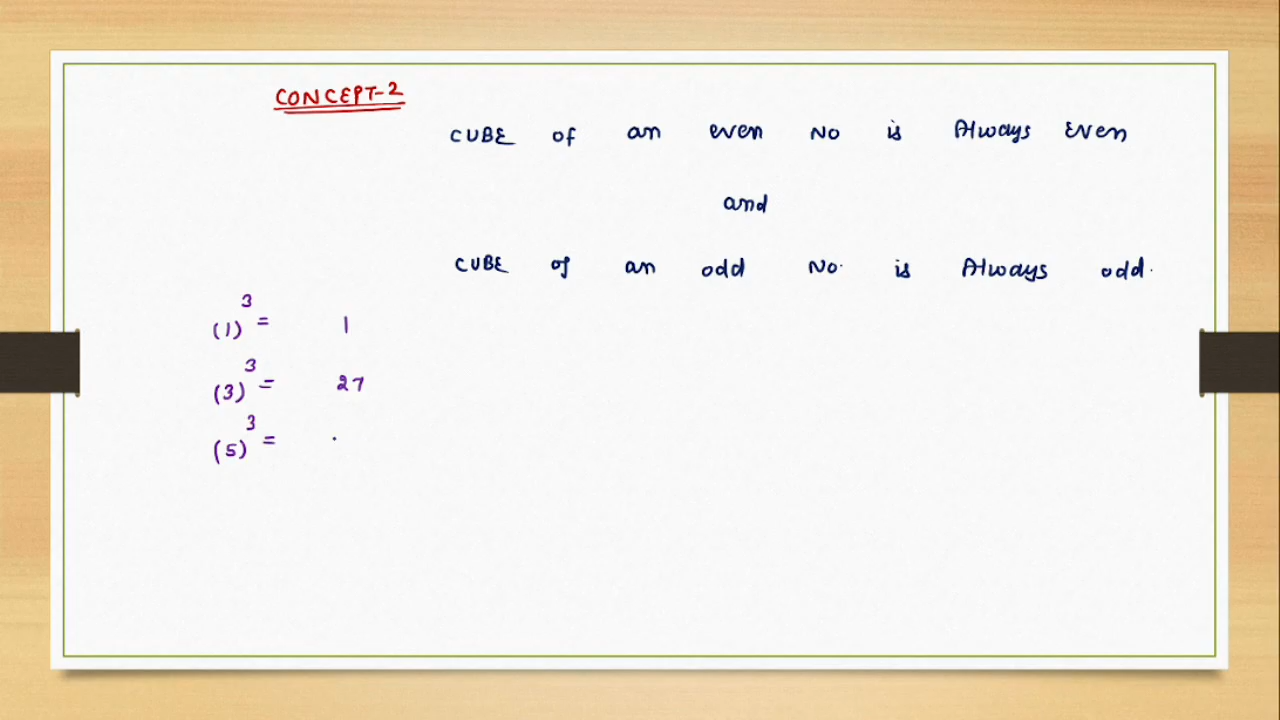 CONCEPT-2
CUBE of an even No is Always Even
and
CUBE of an odd No. is Always odd.
(1)³ = 1
(3)³ = 27
(5)³ =